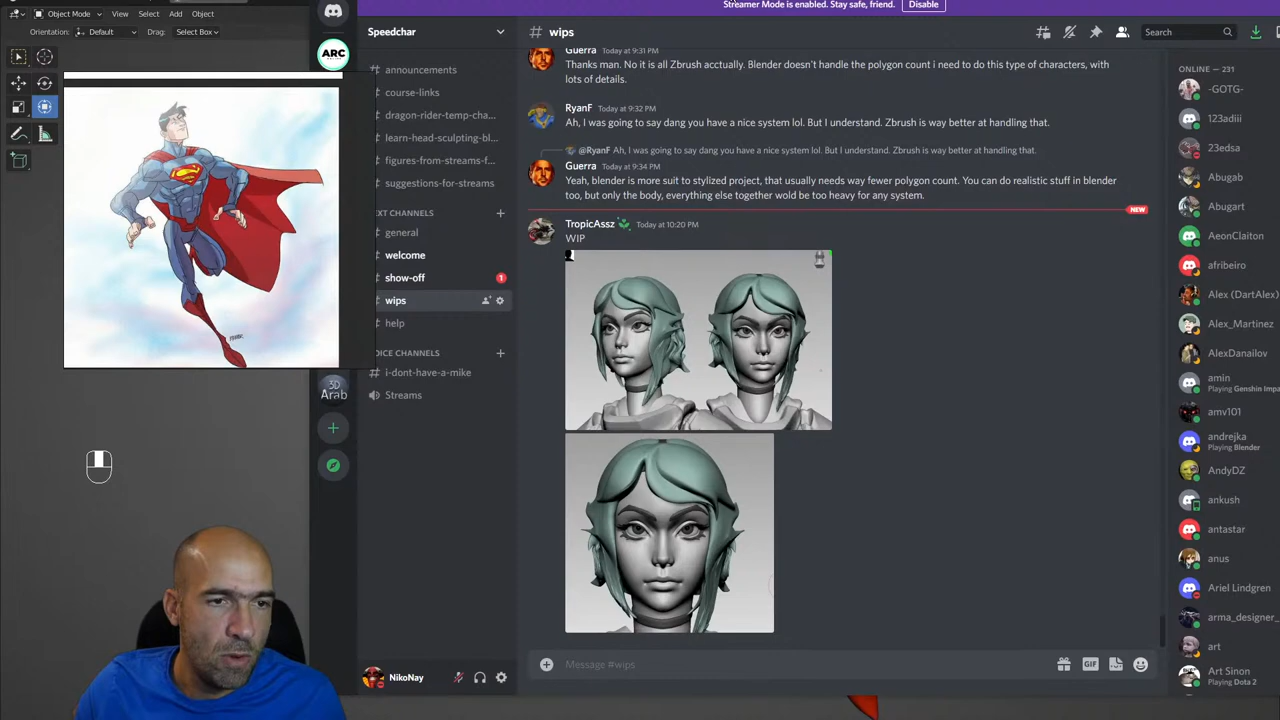 Streamer Mode is enabled. Stay safe, friend.
Disable
Object Mode
View
Select
Add
Object
Orientation:
Default
Drag:
Select Box
ARC
3D
Arab
Speedchar
announcements
course-links
dragon-rider-temp-cha...
learn-head-sculpting-bl...
figures-from-streams-f...
suggestions-for-streams
EXT CHANNELS
general
welcome
show-off
1
wips
help
OICE CHANNELS
i-dont-have-a-mike
Streams
NikoNay
# wips
Search
Guerra Today at 9:31 PM
Thanks man. No it is all Zbrush acctually. Blender doesn't handle the polygon count i need to do this type of characters, with
lots of details.
RyanF Today at 9:32 PM
Ah, I was going to say dang you have a nice system lol. But I understand. Zbrush is way better at handling that.
@RyanF Ah, I was going to say dang you have a nice system lol. But I understand. Zbrush is way better at handling that.
Guerra Today at 9:34 PM
Yeah, blender is more suit to stylized project, that usually needs way fewer polygon count. You can do realistic stuff in blender
too, but only the body, everything else together wold be too heavy for any system.
NEW
TropicAssz Today at 10:20 PM
WIP
Message #wips
GIF
ONLINE — 231
-GOTG-
123adiii
23edsa
Abugab
Abugart
AeonClaiton
afribeiro
Alex (DartAlex)
Alex_Martinez
AlexDanailov
amin
Playing Genshin Impa
amv101
andrejka
Playing Blender
AndyDZ
ankush
antastar
anus
Ariel Lindgren
arma_designer_
art
Art Sinon
Playing Dota 2